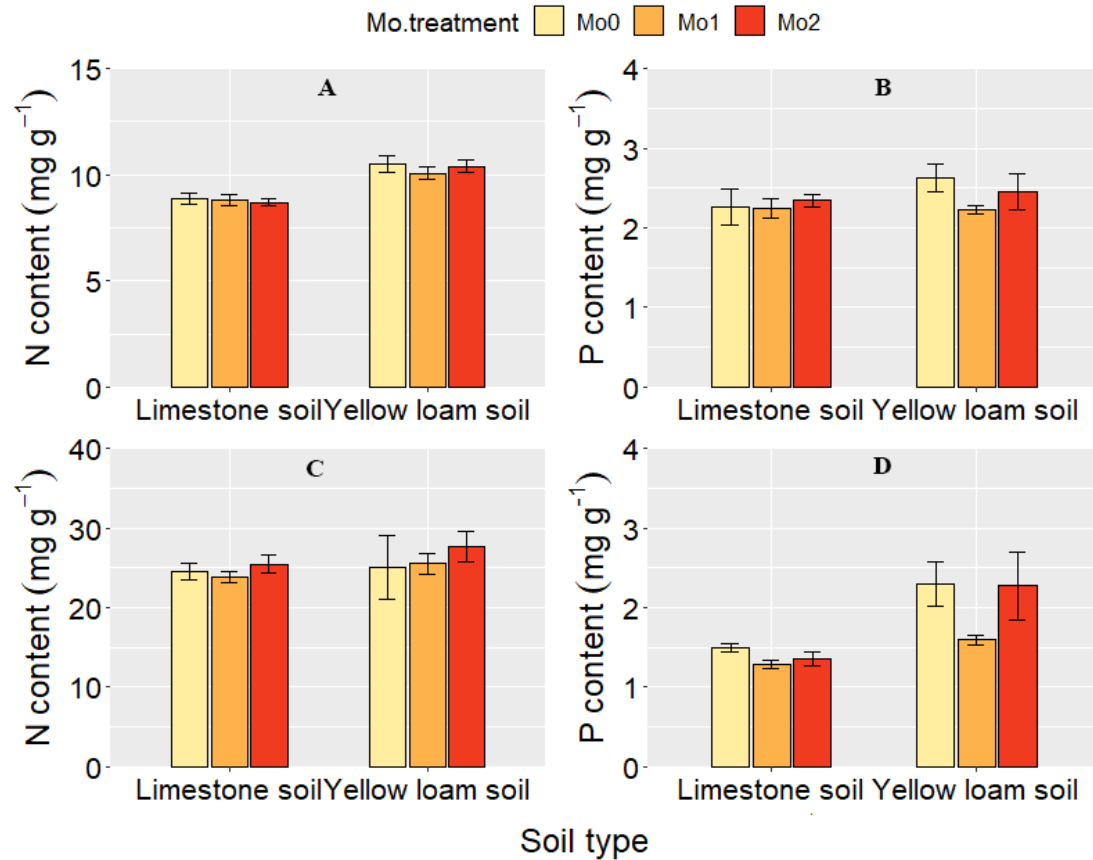 Mo.treatment Mo0 Mo1 Mo2
A
N content (mg g⁻¹)
15
10
5
0
Limestone soil Yellow loam soil
B
P content (mg g⁻¹)
4
3
2
1
0
Limestone soil Yellow loam soil
C
N content (mg g⁻¹)
40
30
20
10
0
Limestone soil Yellow loam soil
D
P content (mg g⁻¹)
4
3
2
1
0
Limestone soil Yellow loam soil
Soil type